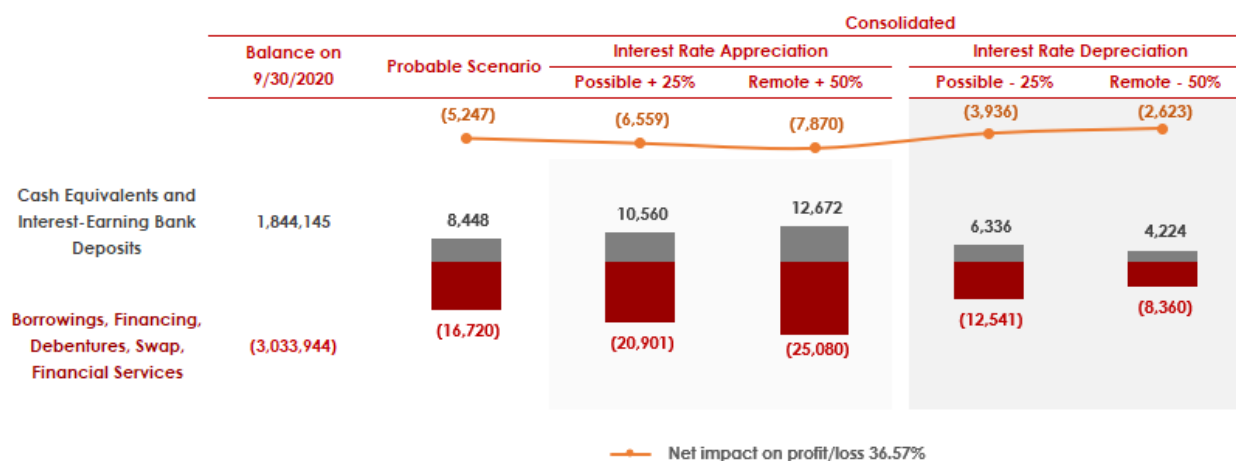 Consolidated
Balance on
9/30/2020
Probable Scenario
Interest Rate Appreciation
Interest Rate Depreciation
Possible + 25%
Remote + 50%
Possible - 25%
Remote - 50%
(5,247)
(6,559)
(7,870)
(3,936)
(2,623)
Cash Equivalents and
Interest-Earning Bank
Deposits
1,844,145
8,448
10,560
12,672
6,336
4,224
Borrowings, Financing,
Debentures, Swap,
Financial Services
(3,033,944)
(16,720)
(20,901)
(25,080)
(12,541)
(8,360)
Net impact on profit/loss 36.57%